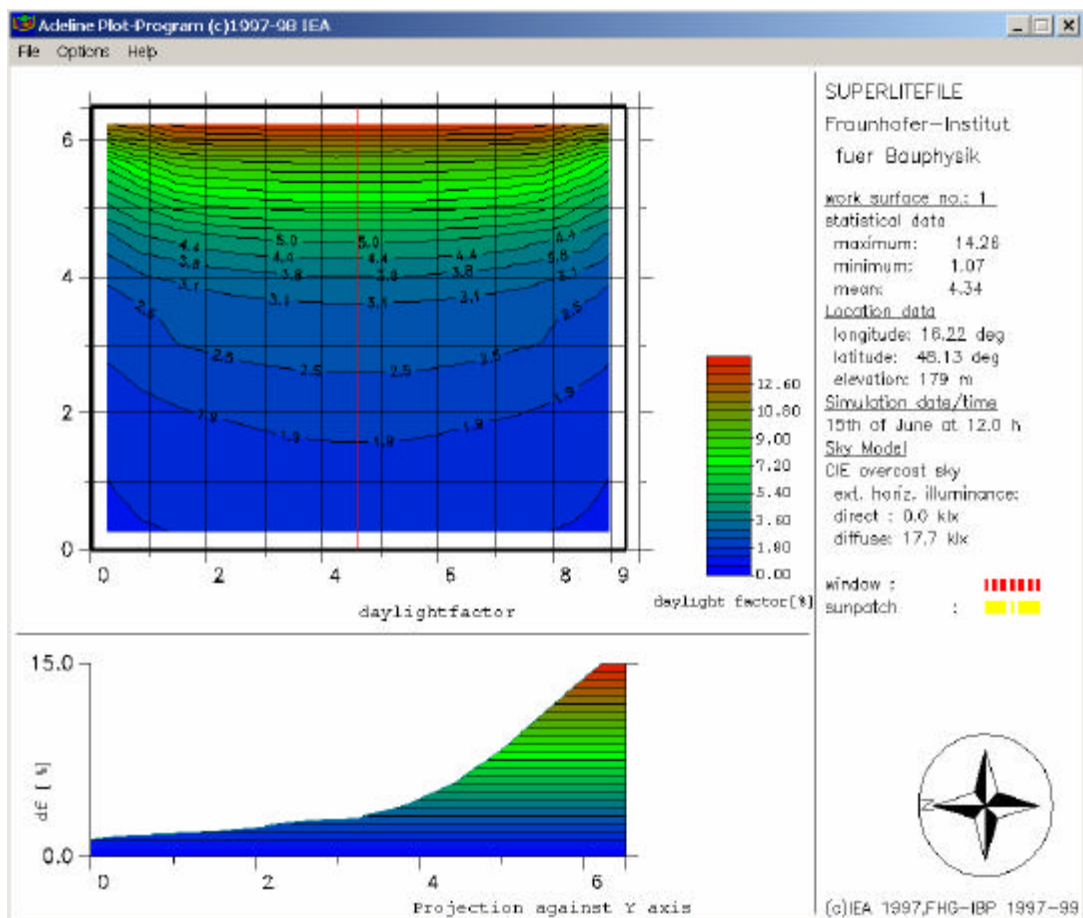 Adeline Plot-Program (c)1997-98 IEA
File Options Help
6
4
2
0
0 2 4 6 8 9
5.0 5.0
4.4 4.4 4.4 4.4
3.8 3.8 3.8 3.8
3.1 3.1 3.1 3.1
2.5 2.5 2.5 2.5 2.5
1.9 1.9 1.9 1.9 1.9
daylightfactor
12.60
10.80
9.00
7.20
5.40
3.60
1.80
0.00
daylight factor[%]
15.0
0.0
df [ %]
0 2 4 6
Projection against Y axis
SUPERLITEFILE
Fraunhofer-Institut
fuer Bauphysik
work surface no.: 1
statistical data
maximum: 14.26
minimum: 1.07
mean: 4.34
Location data
longitude: 16.22 deg
latitude: 48.13 deg
elevation: 179 m
Simulation date/time
15th of June at 12.0 h
Sky Model
CIE overcast sky
ext. horiz. illuminance:
direct : 0.0 klx
diffuse: 17.7 klx
window :
sunpatch :
N
(c)IEA 1997,FHG-IBP 1997-99